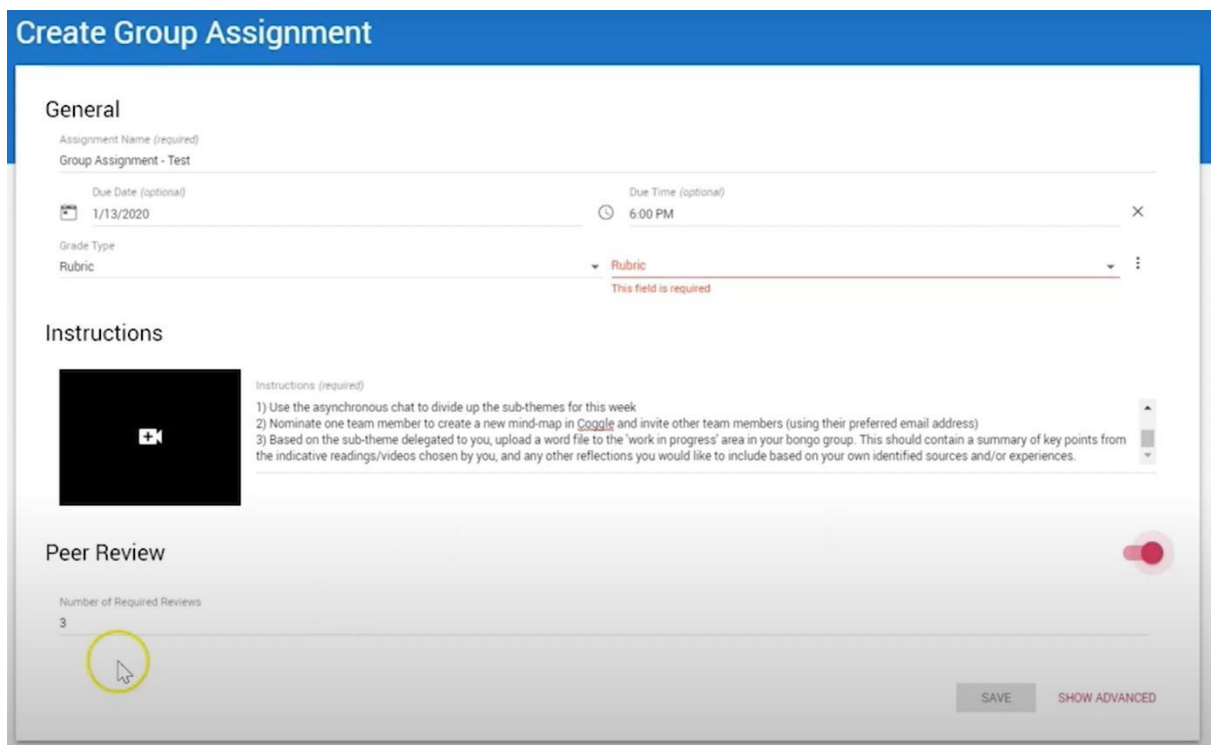 Create Group Assignment
General
Assignment Name (required)
Group Assignment - Test
Due Date (optional)
1/13/2020
Due Time (optional)
6:00 PM
Grade Type
Rubric
Rubric
This field is required
Instructions
Instructions (required)
1) Use the asynchronous chat to divide up the sub-themes for this week
2) Nominate one team member to create a new mind-map in Coggle and invite other team members (using their preferred email address)
3) Based on the sub-theme delegated to you, upload a word file to the 'work in progress' area in your bongo group. This should contain a summary of key points from
the indicative readings/videos chosen by you, and any other reflections you would like to include based on your own identified sources and/or experiences.
Peer Review
Number of Required Reviews
3
SAVE
SHOW ADVANCED